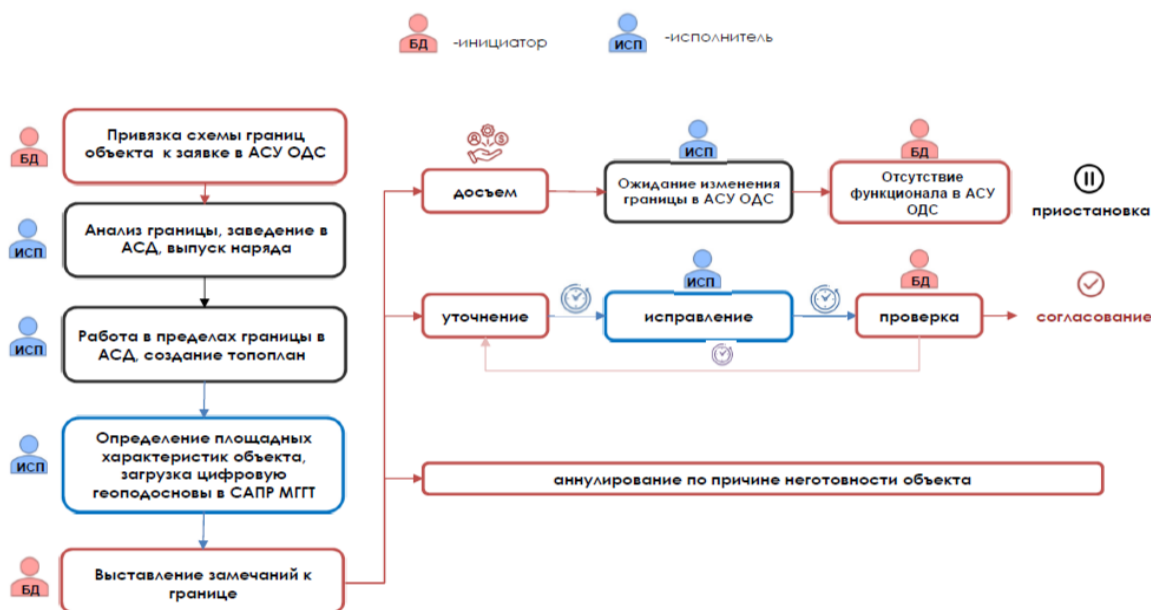 БД
-инициатор
ИСП
-исполнитель
БД
Привязка схемы границ
объекта к заявке в АСУ ОДС
ИСП
Анализ границы, заведение в
АСД, выпуск наряда
ИСП
Работа в пределах границы в
АСД, создание топоплан
ИСП
Определение площадных
характеристик объекта,
загрузка цифровую
геоподосновы в САПР МГГТ
БД
Выставление замечаний к
границе
досъем
ИСП
Ожидание изменения
границы в АСУ ОДС
БД
Отсутствие
функционала в АСУ
ОДС
приостановка
уточнение
ИСП
исправление
БД
проверка
согласование
аннулирование по причине неготовности объекта